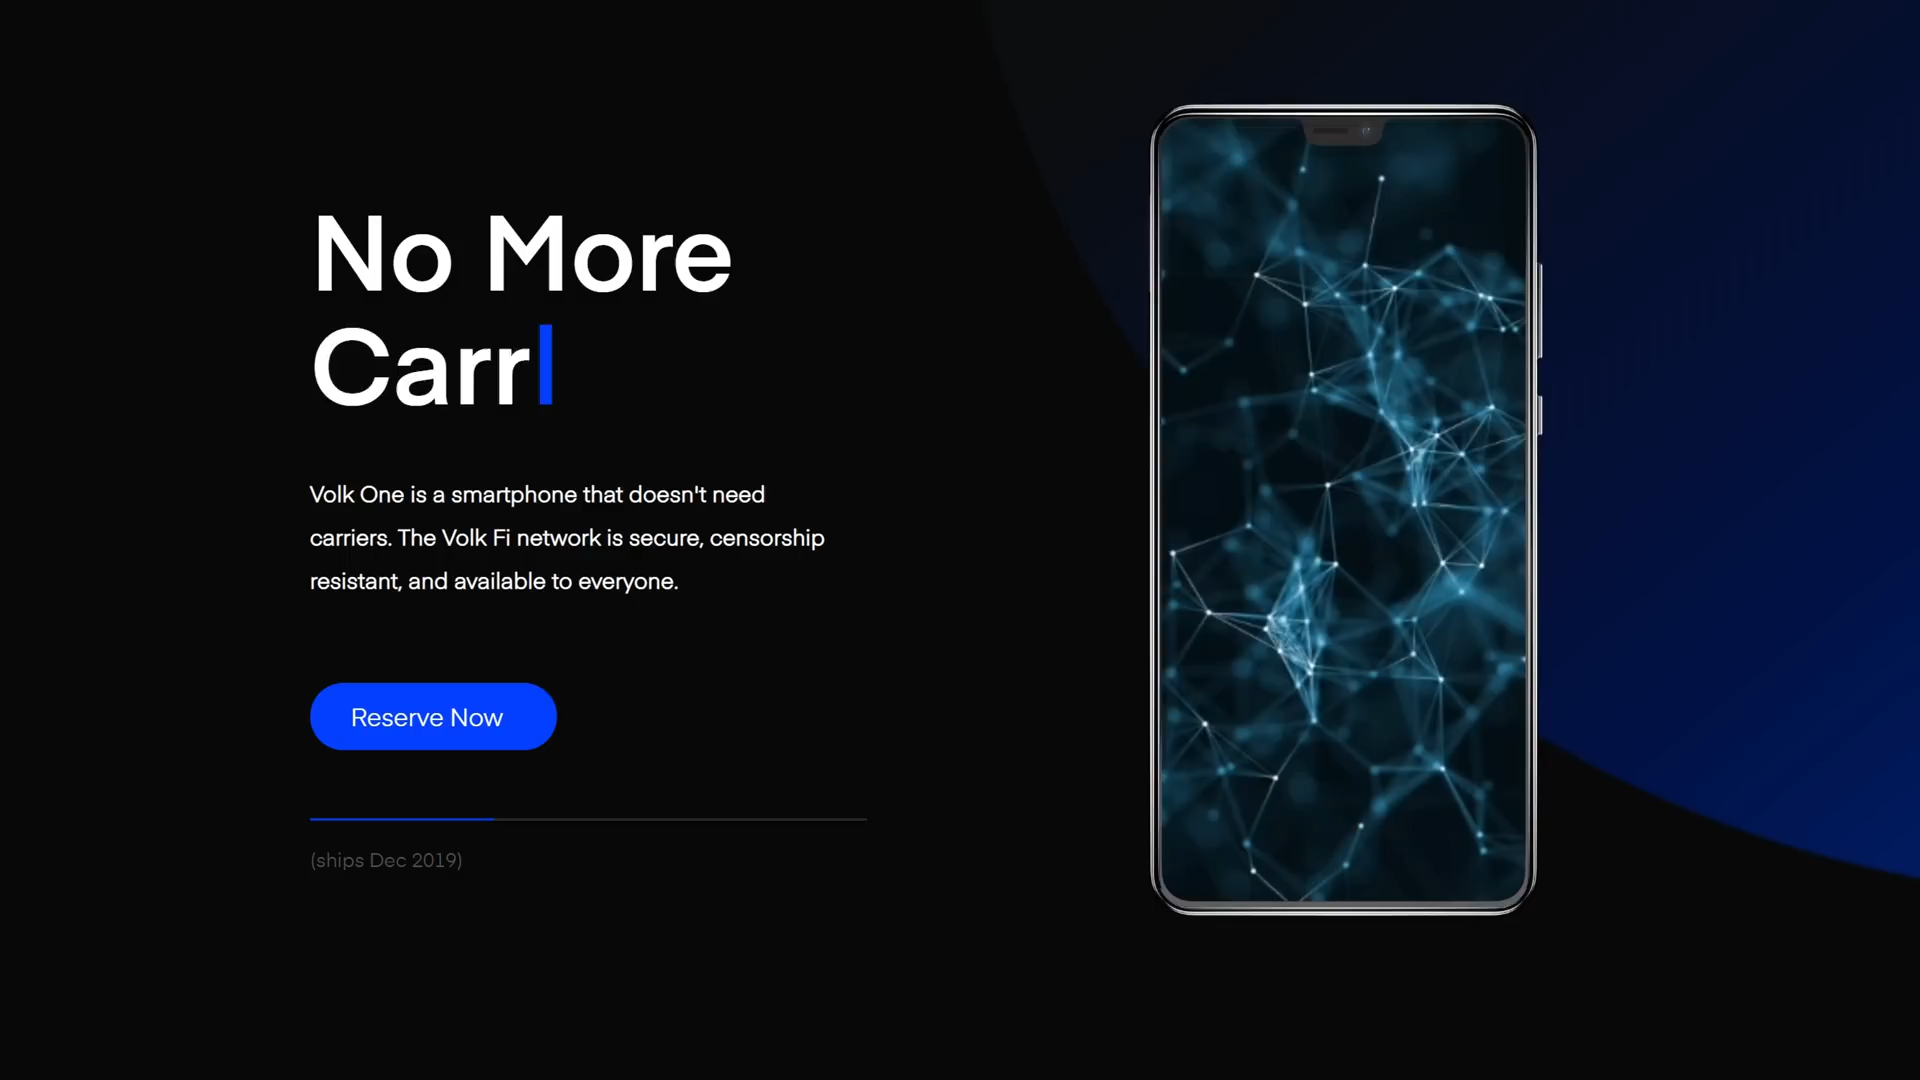 No More
Carr
Volk One is a smartphone that doesn't need
carriers. The Volk Fi network is secure, censorship
resistant, and available to everyone.
Reserve Now
(ships Dec 2019)